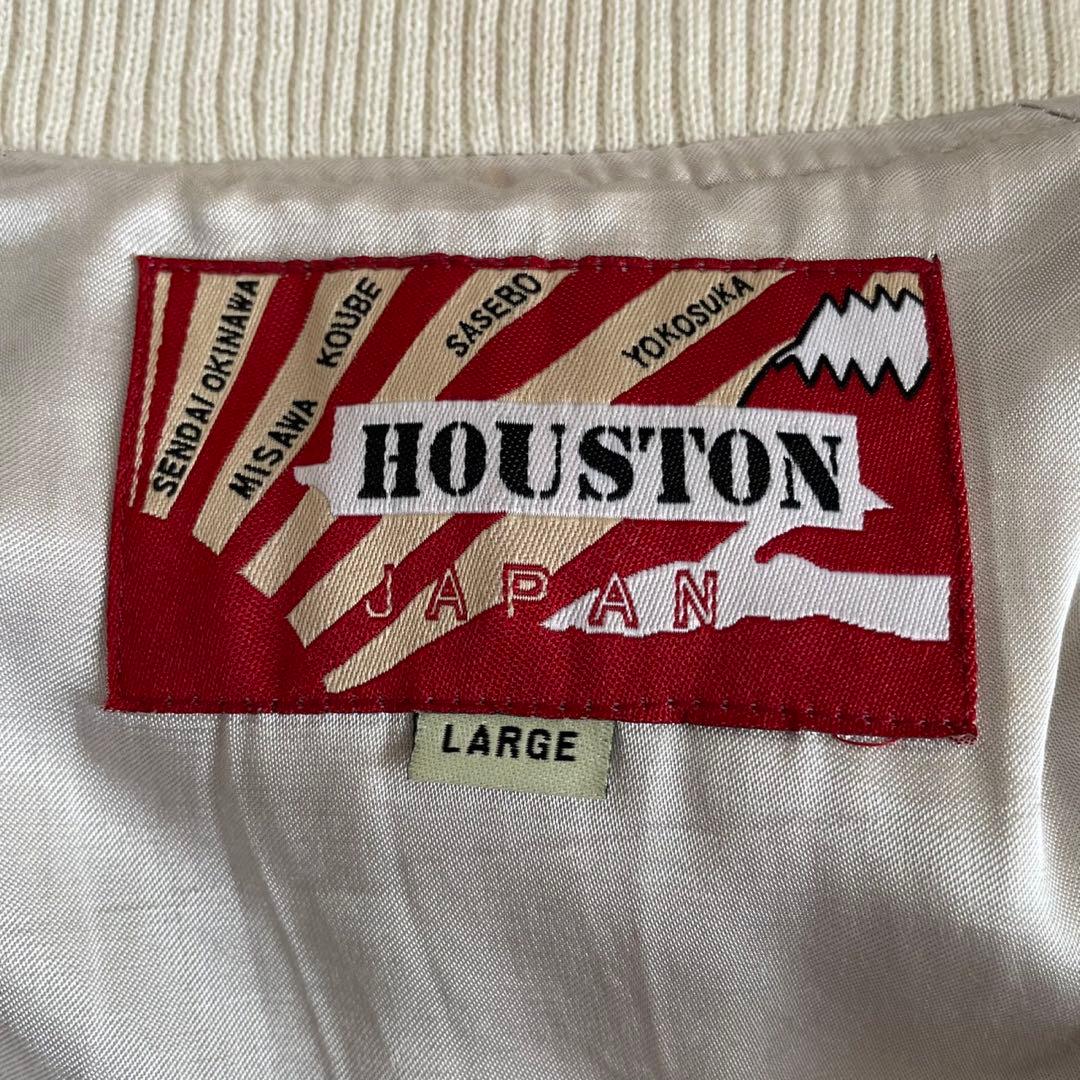 SENDAI OKINAWA
MISAWA KOUBE
SASEBO
YOKOSUKA
HOUSTON
JAPAN
LARGE